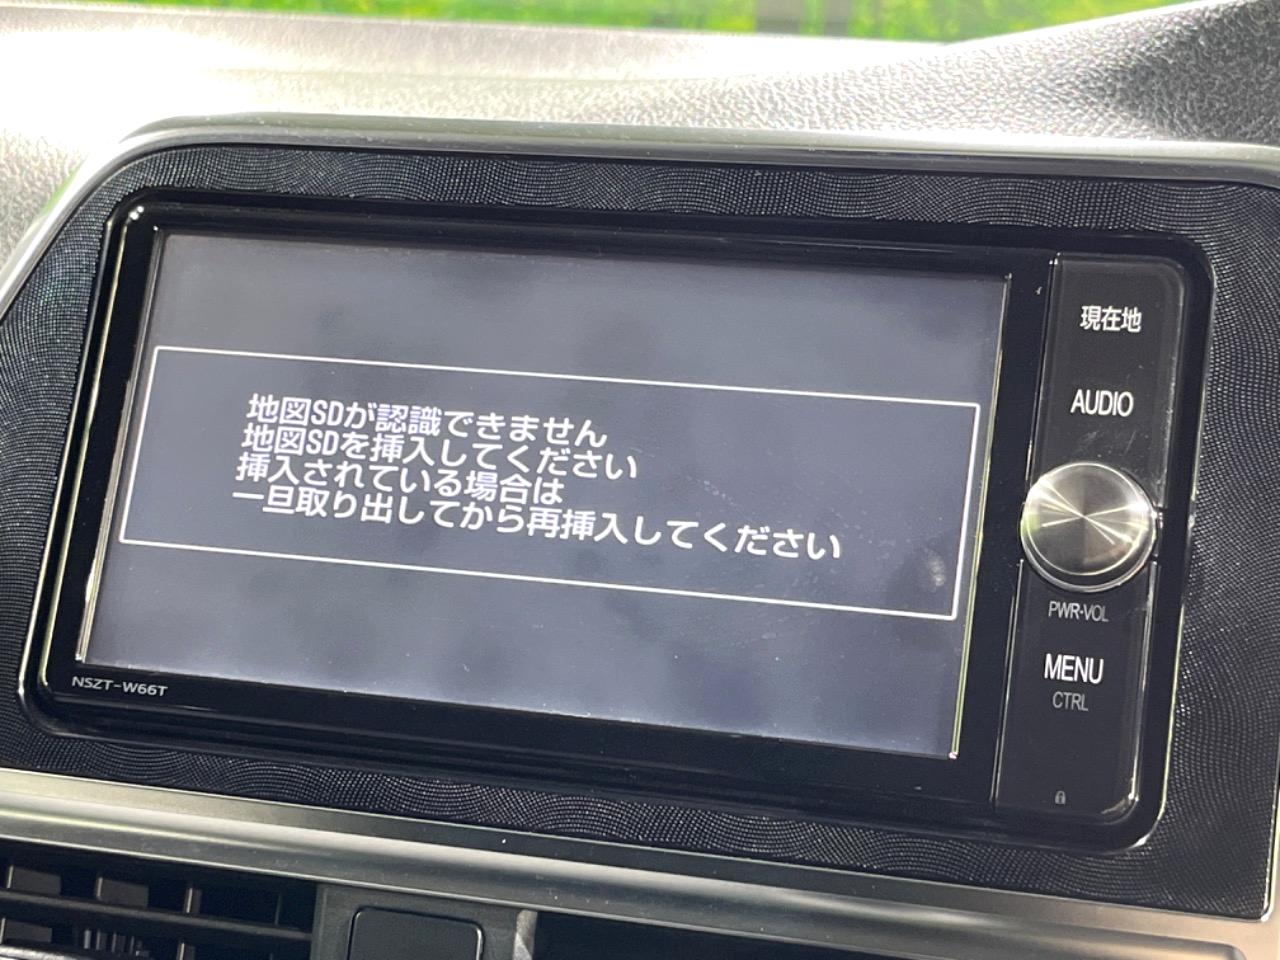 地図SDが認識できません
地図SDを挿入してください
挿入されている場合は
一旦取り出してから再挿入してください
現在地
AUDIO
PWR-VOL
MENU
CTRL
NSZT-W66T